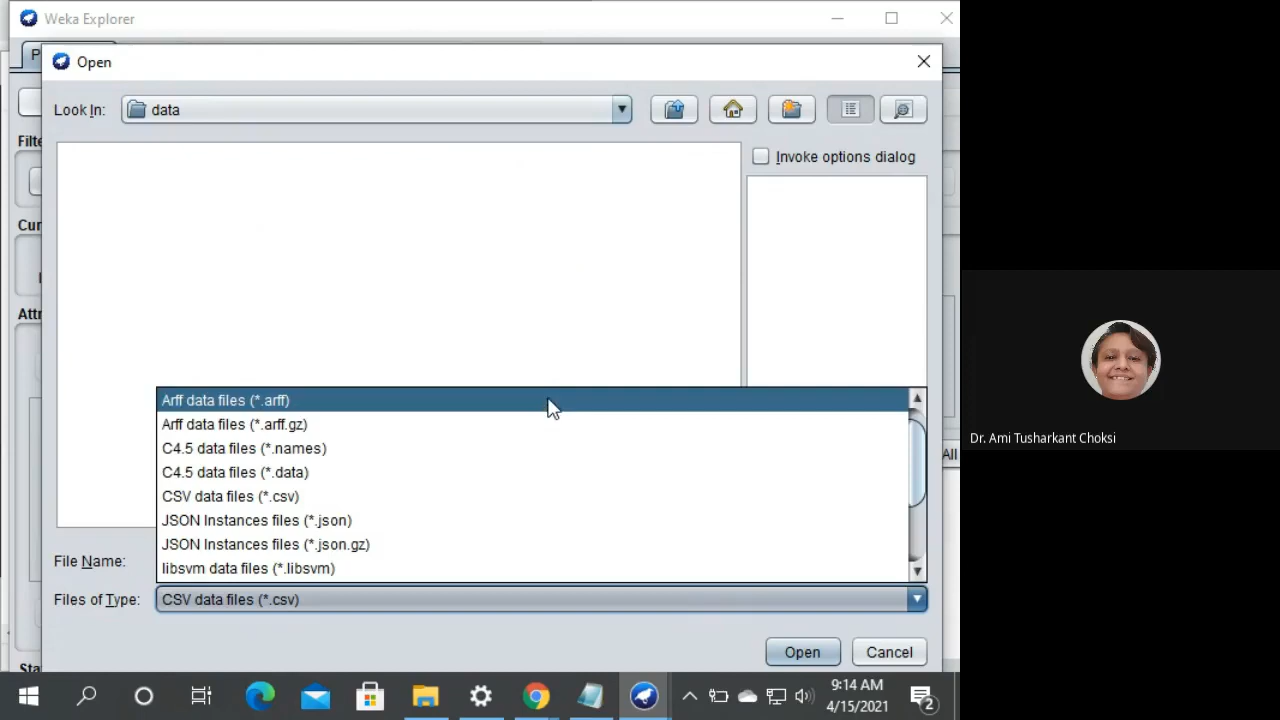 Weka Explorer
P
Open
Look In:
data
Filte
Invoke options dialog
Cur
Attr
Arff data files (*.arff)
Arff data files (*.arff.gz)
C4.5 data files (*.names)
C4.5 data files (*.data)
CSV data files (*.csv)
JSON Instances files (*.json)
JSON Instances files (*.json.gz)
libsvm data files (*.libsvm)
All
File Name:
Files of Type:
CSV data files (*.csv)
Open
Cancel
Sta
9:14 AM
4/15/2021
2
Dr. Ami Tusharkant Choksi